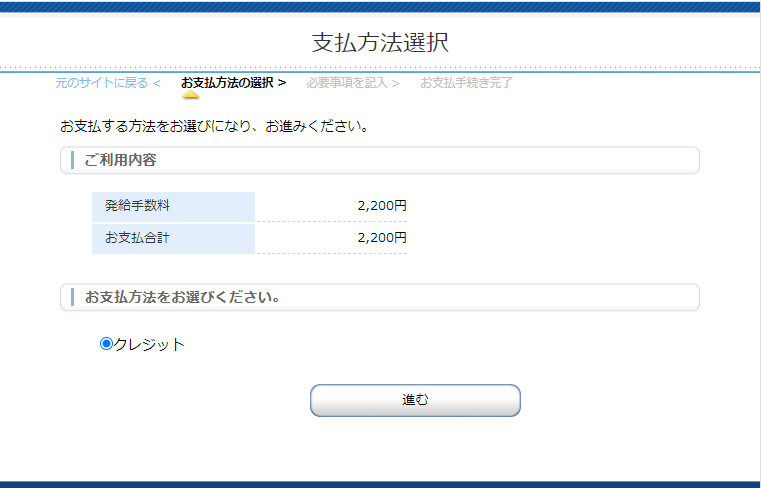 支払方法選択
元のサイトに戻る < お支払方法の選択 > 必要事項を記入 > お支払手続き完了
お支払する方法をお選びになり、お進みください。
ご利用内容
発給手数料 2,200円
お支払合計 2,200円
お支払方法をお選びください。
クレジット
進む